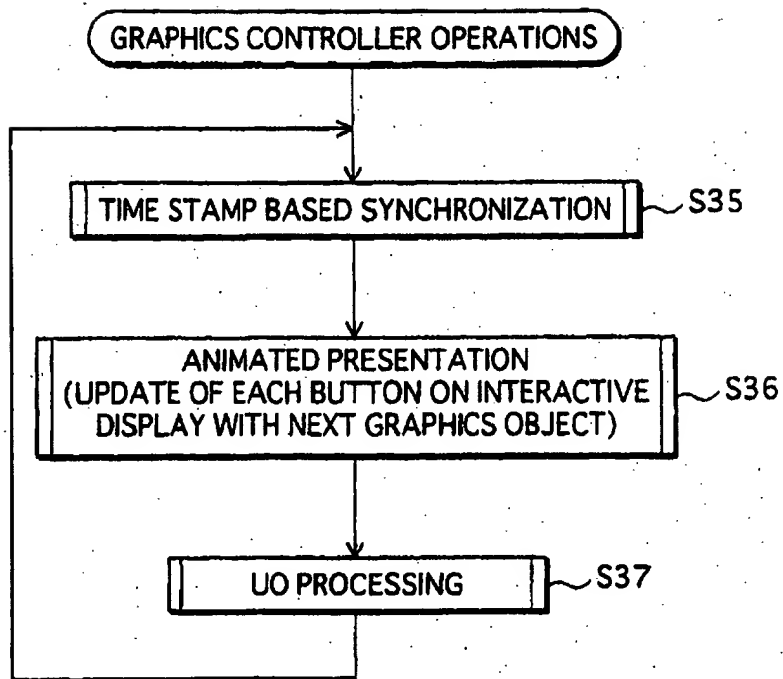 GRAPHICS CONTROLLER OPERATIONS
TIME STAMP BASED SYNCHRONIZATION
S35
ANIMATED PRESENTATION
(UPDATE OF EACH BUTTON ON INTERACTIVE
DISPLAY WITH NEXT GRAPHICS OBJECT)
S36
UO PROCESSING
S37